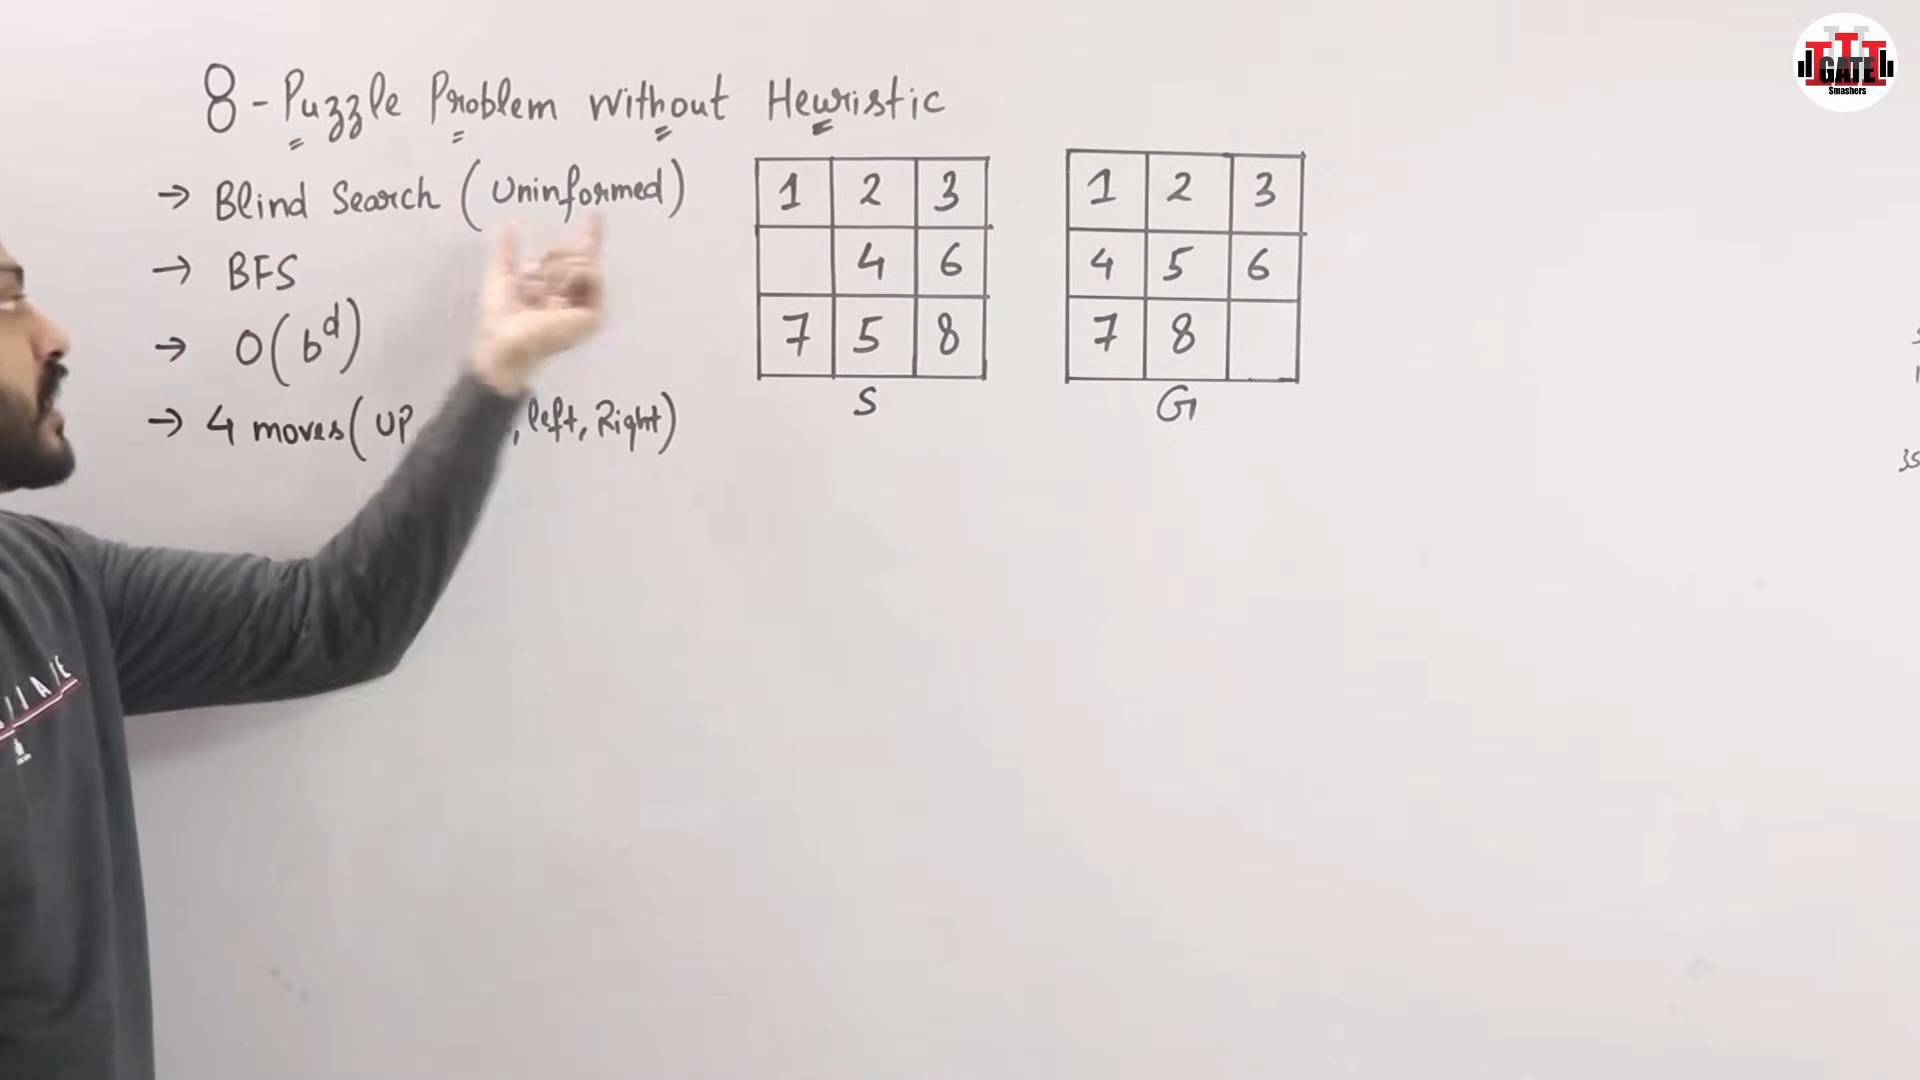 8-Puzzle Problem without Heuristic
→ Blind Search (Uninformed)
→ BFS
→ O(b^d)
→ 4 moves (UP, left, Right)
1 2 3
4 6
7 5 8
S
1 2 3
4 5 6
7 8
G
GATE
Smashers